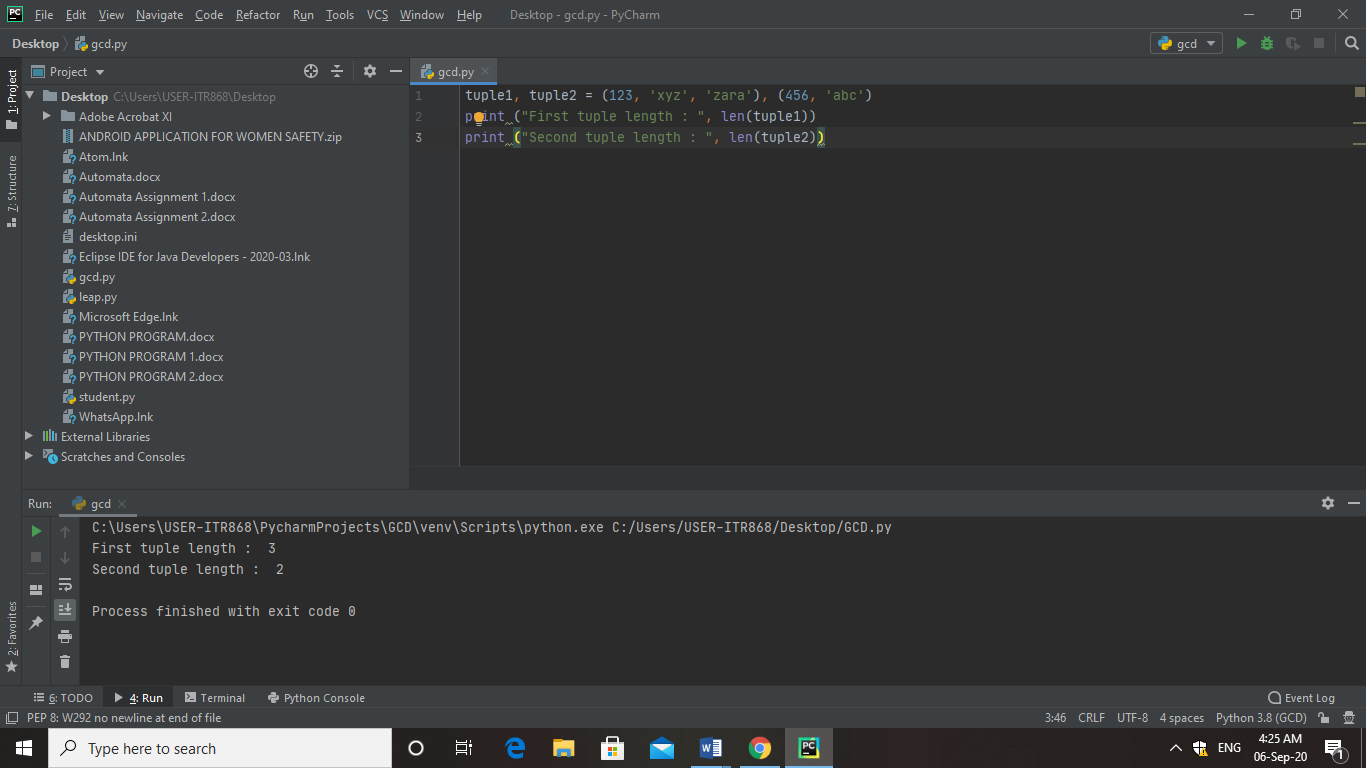 File Edit View Navigate Code Refactor Run Tools VCS Window Help Desktop - gcd.py - PyCharm
Desktop gcd.py gcd
1: Project
Project
gcd.py
Desktop C:\Users\USER-ITR868\Desktop
Adobe Acrobat XI
ANDROID APPLICATION FOR WOMEN SAFETY.zip
Atom.lnk
Automata.docx
Automata Assignment 1.docx
Automata Assignment 2.docx
desktop.ini
Eclipse IDE for Java Developers - 2020-03.lnk
gcd.py
leap.py
Microsoft Edge.lnk
PYTHON PROGRAM.docx
PYTHON PROGRAM 1.docx
PYTHON PROGRAM 2.docx
student.py
WhatsApp.lnk
External Libraries
Scratches and Consoles
7: Structure
1 tuple1, tuple2 = (123, 'xyz', 'zara'), (456, 'abc')
2 print ("First tuple length : ", len(tuple1))
3 print ("Second tuple length : ", len(tuple2))
Run: gcd
C:\Users\USER-ITR868\PycharmProjects\GCD\venv\Scripts\python.exe C:/Users/USER-ITR868/Desktop/GCD.py
First tuple length :  3
Second tuple length :  2
Process finished with exit code 0
2: Favorites
6: TODO 4: Run Terminal Python Console Event Log
PEP 8: W292 no newline at end of file 3:46 CRLF UTF-8 4 spaces Python 3.8 (GCD)
Type here to search ENG 4:25 AM
06-Sep-20 1